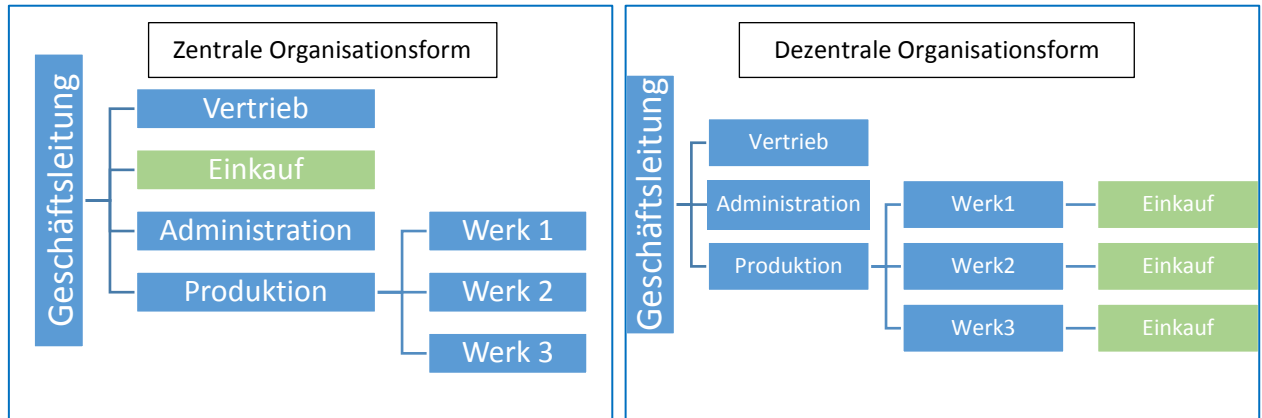 Zentrale Organisationsform
Geschäftsleitung
Vertrieb
Einkauf
Administration
Produktion
Werk 1
Werk 2
Werk 3
Dezentrale Organisationsform
Geschäftsleitung
Vertrieb
Administration
Produktion
Werk1
Einkauf
Werk2
Einkauf
Werk3
Einkauf